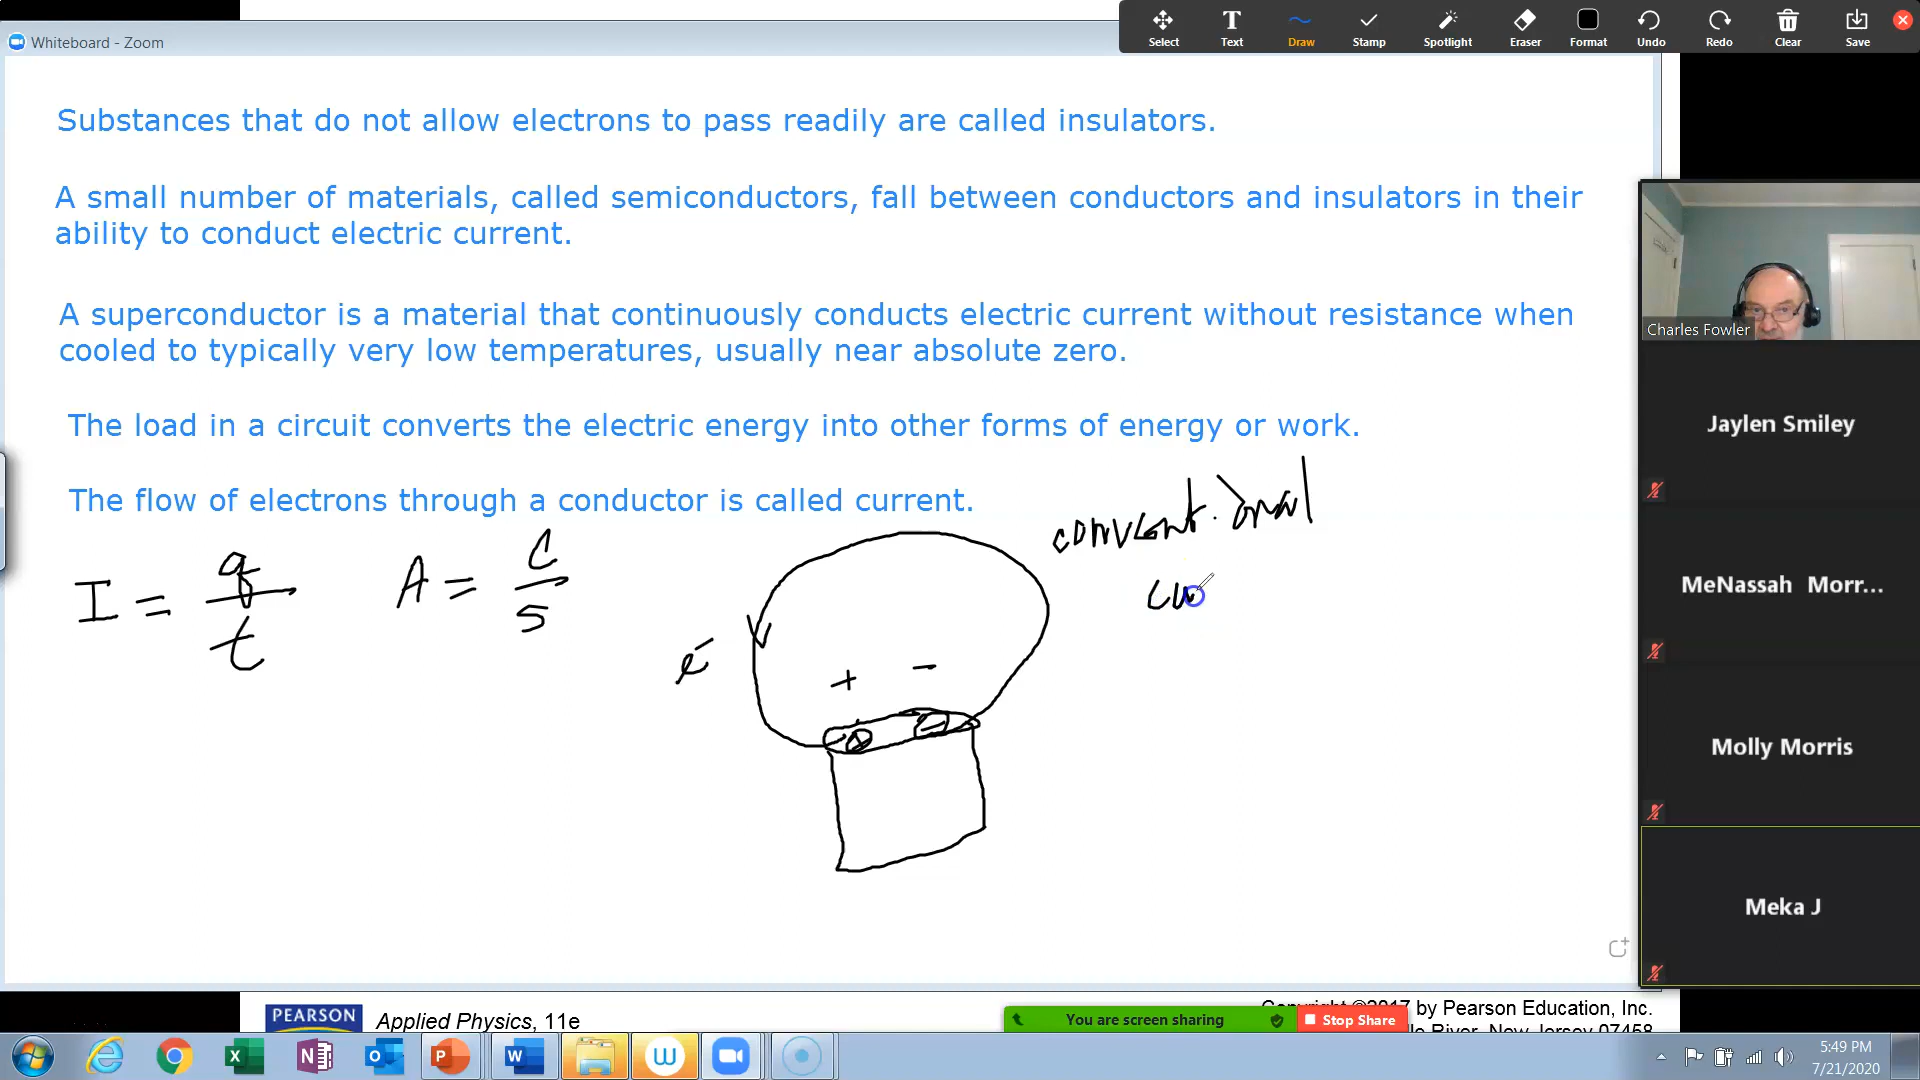 Select
Text
Draw
Stamp
Spotlight
Eraser
Format
Undo
Redo
Clear
Save
Whiteboard - Zoom
Substances that do not allow electrons to pass readily are called insulators.
A small number of materials, called semiconductors, fall between conductors and insulators in their
ability to conduct electric current.
A superconductor is a material that continuously conducts electric current without resistance when
cooled to typically very low temperatures, usually near absolute zero.
The load in a circuit converts the electric energy into other forms of energy or work.
The flow of electrons through a conductor is called current.
I = q/t
A = C/s
conventional
cu
e-
+ -
Charles Fowler
Jaylen Smiley
MeNassah Morr...
Molly Morris
Meka J
PEARSON
Applied Physics, 11e
You are screen sharing
Stop Share
by Pearson Education, Inc.
5:49 PM
7/21/2020